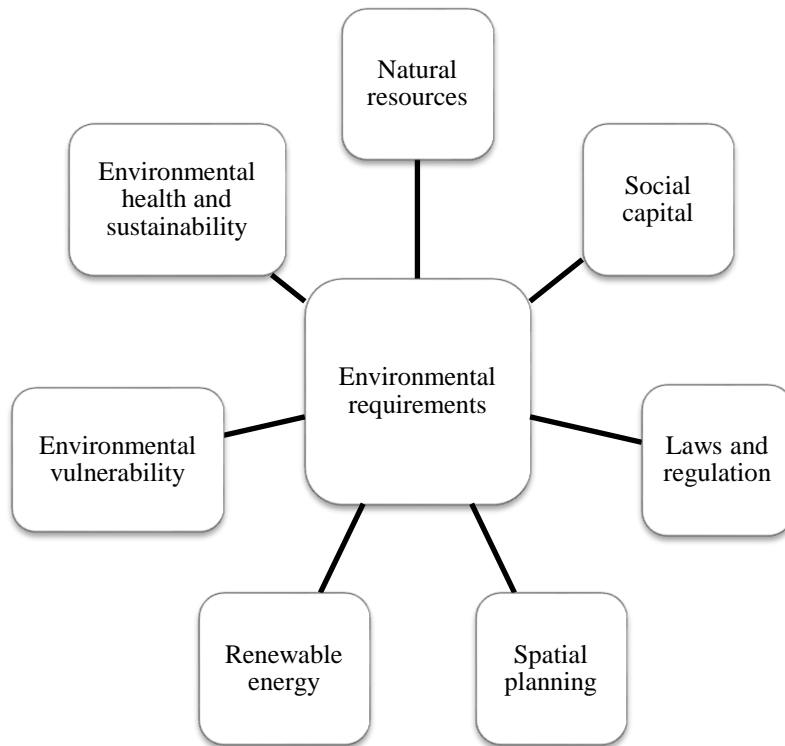 Natural
resources
Environmental
health and
sustainability
Social
capital
Environmental
requirements
Environmental
vulnerability
Laws and
regulation
Renewable
energy
Spatial
planning